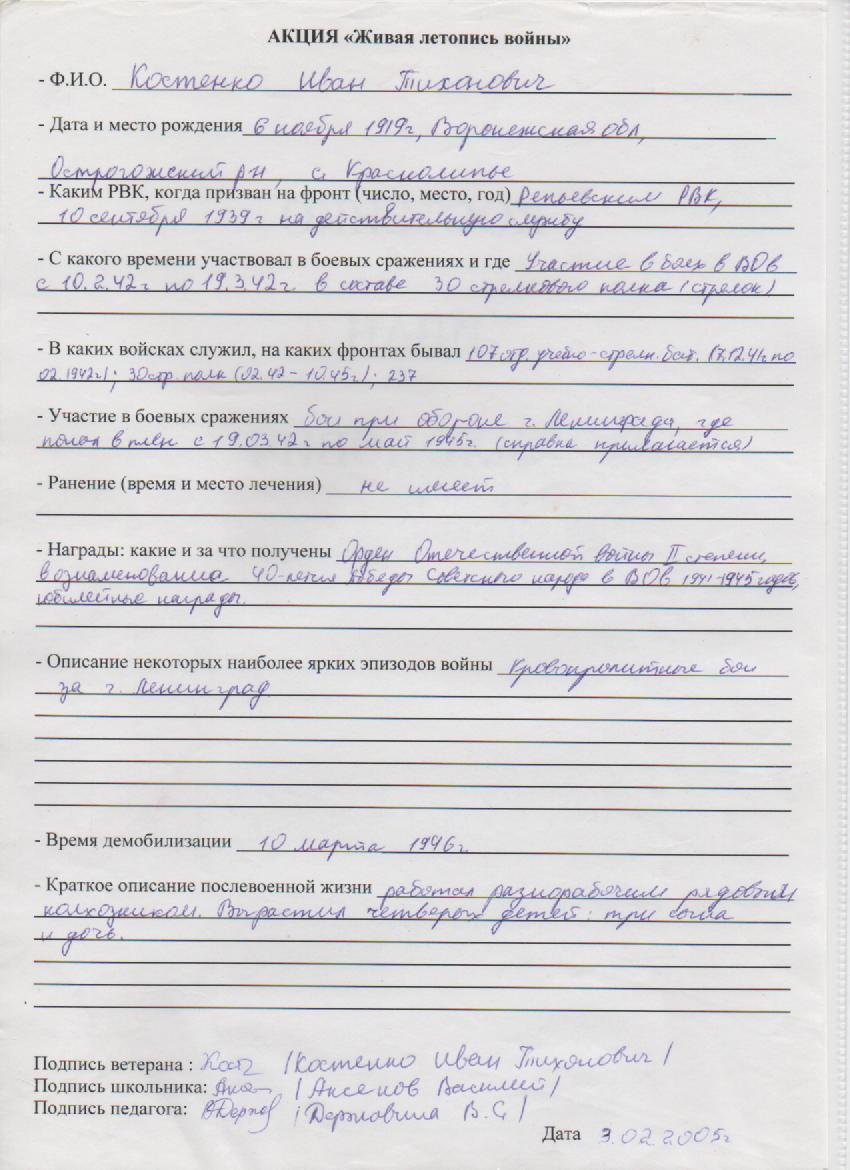 АКЦИЯ «Живая летопись войны»
- Ф.И.О. Костенко Иван Тихонович
- Дата и место рождения 6 ноября 1919г, Воронежская обл,
Острогожский р-н, с. Краснолипье
- Каким РВК, когда призван на фронт (число, место, год) Репьевским РВК,
10 сентября 1939г на действительную службу
- С какого времени участвовал в боевых сражениях и где Участие в боях в ВОв
с 10.2.42г по 19.3.42г. в составе 30 стрелкового полка (стрелок)
- В каких войсках служил, на каких фронтах бывал 107 отд. учебно-стрелк. бат. (7.12.41г по
02.1942г); 30 стр. полк (02.42 – 10.45г); 237
- Участие в боевых сражениях бои при обороне г. Ленинграда, где
попал в плен с 19.03.42г по май 1945г. (справка прилагается)
- Ранение (время и место лечения) не имеет
- Награды: какие и за что получены Орден Отечественной войны II степени,
в ознаменование 40-летия Победы Советского народа в ВОв 1941-1945 годов,
юбилейные награды.
- Описание некоторых наиболее ярких эпизодов войны Кровопролитные бои
за г. Ленинград
- Время демобилизации 10 марта 1946г.
- Краткое описание послевоенной жизни работал разнорабочим рядовым
колхозником. Вырастил четверых детей: три сына
и дочь.
Подпись ветерана : Кост /Костенко Иван Тихонович/
Подпись школьника: /Аксенов Василий/
Подпись педагога: /Державина В.С/
Дата 3.02 2005г